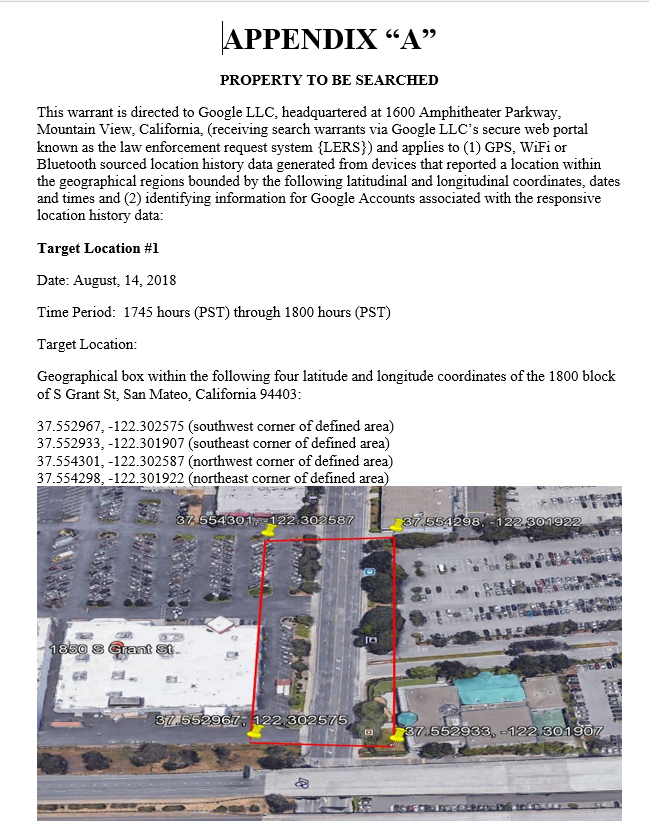 APPENDIX “A”
PROPERTY TO BE SEARCHED
This warrant is directed to Google LLC, headquartered at 1600 Amphitheater Parkway,
Mountain View, California, (receiving search warrants via Google LLC’s secure web portal
known as the law enforcement request system {LERS}) and applies to (1) GPS, WiFi or
Bluetooth sourced location history data generated from devices that reported a location within
the geographical regions bounded by the following latitudinal and longitudinal coordinates, dates
and times and (2) identifying information for Google Accounts associated with the responsive
location history data:
Target Location #1
Date: August, 14, 2018
Time Period:  1745 hours (PST) through 1800 hours (PST)
Target Location:
Geographical box within the following four latitude and longitude coordinates of the 1800 block
of S Grant St, San Mateo, California 94403:
37.552967, -122.302575 (southwest corner of defined area)
37.552933, -122.301907 (southeast corner of defined area)
37.554301, -122.302587 (northwest corner of defined area)
37.554298, -122.301922 (northeast corner of defined area)
37.554301, -122.302587
37.554298, -122.301922
1850 S Grant St
37.552967, -122.302575
37.552933, -122.301907